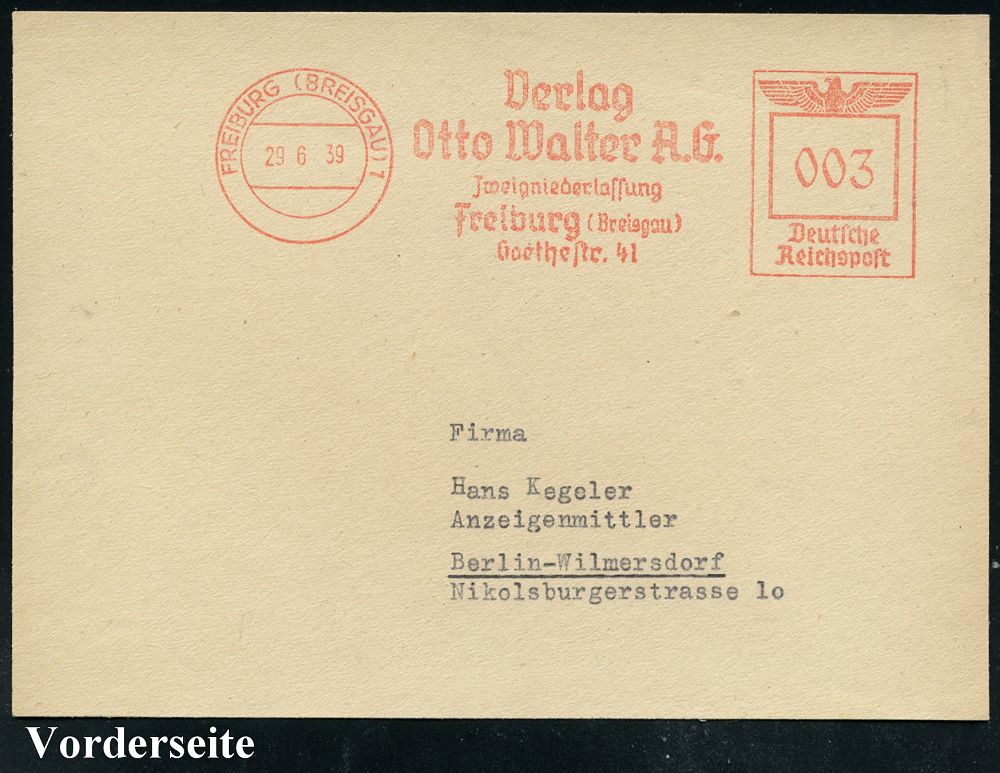 FREIBURG (BREISGAU) 1
29 6 39
Verlag
Otto Walter A.G.
Zweigniederlassung
Freiburg (Breisgau)
Goethestr. 41
003
Deutsche
Reichspost
Firma
Hans Kegeler
Anzeigenmittler
Berlin-Wilmersdorf
Nikolsburgerstrasse lo
Vorderseite